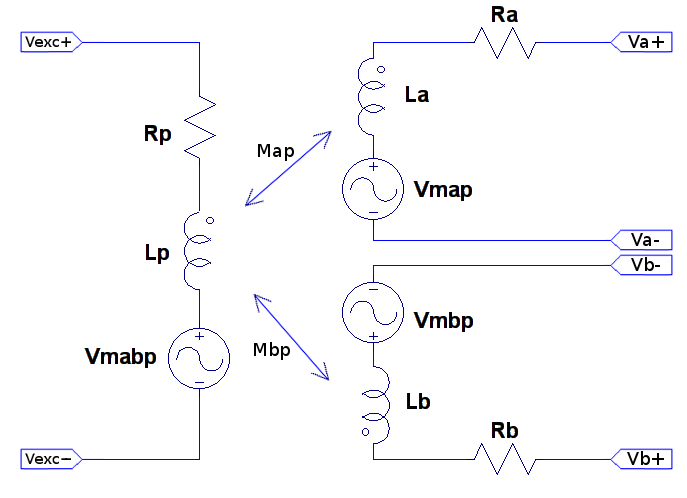 Ra
Vexc+
Va+
La
Rp
Map
Vmap
Va-
Lp
Vb-
Vmbp
Mbp
Vmabp
Lb
Rb
Vexc−
Vb+